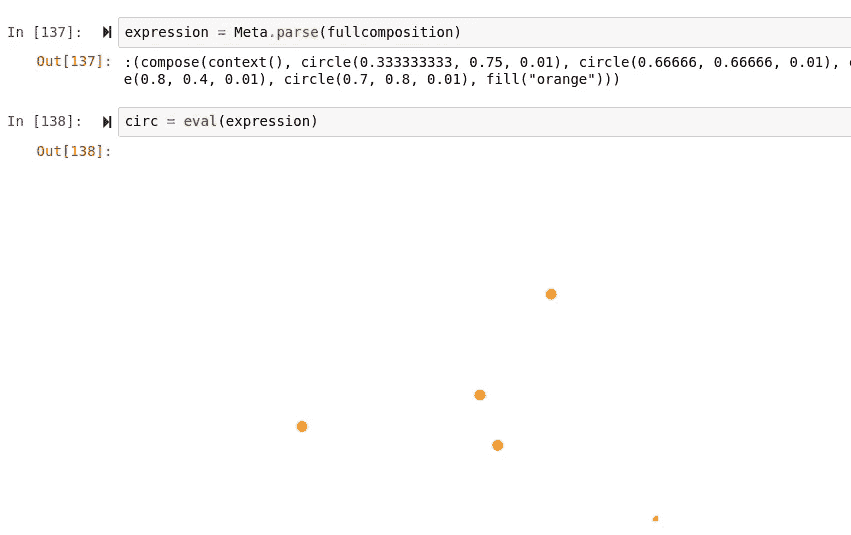 In [137]: expression = Meta.parse(fullcomposition)
Out[137]: :(compose(context(), circle(0.333333333, 0.75, 0.01), circle(0.66666, 0.66666, 0.01),
e(0.8, 0.4, 0.01), circle(0.7, 0.8, 0.01), fill("orange")))
In [138]: circ = eval(expression)
Out[138]: